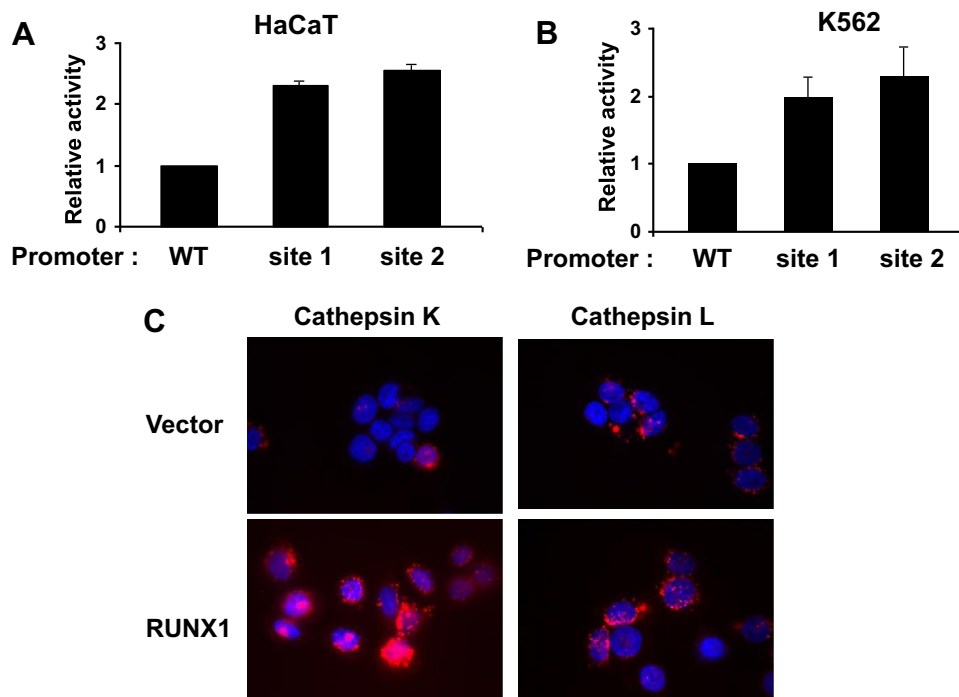 A
HaCaT
Relative activity
3
2
1
0
Promoter : WT site 1 site 2
B
K562
Relative activity
3
2
1
0
Promoter : WT site 1 site 2
C
Cathepsin K
Cathepsin L
Vector
RUNX1